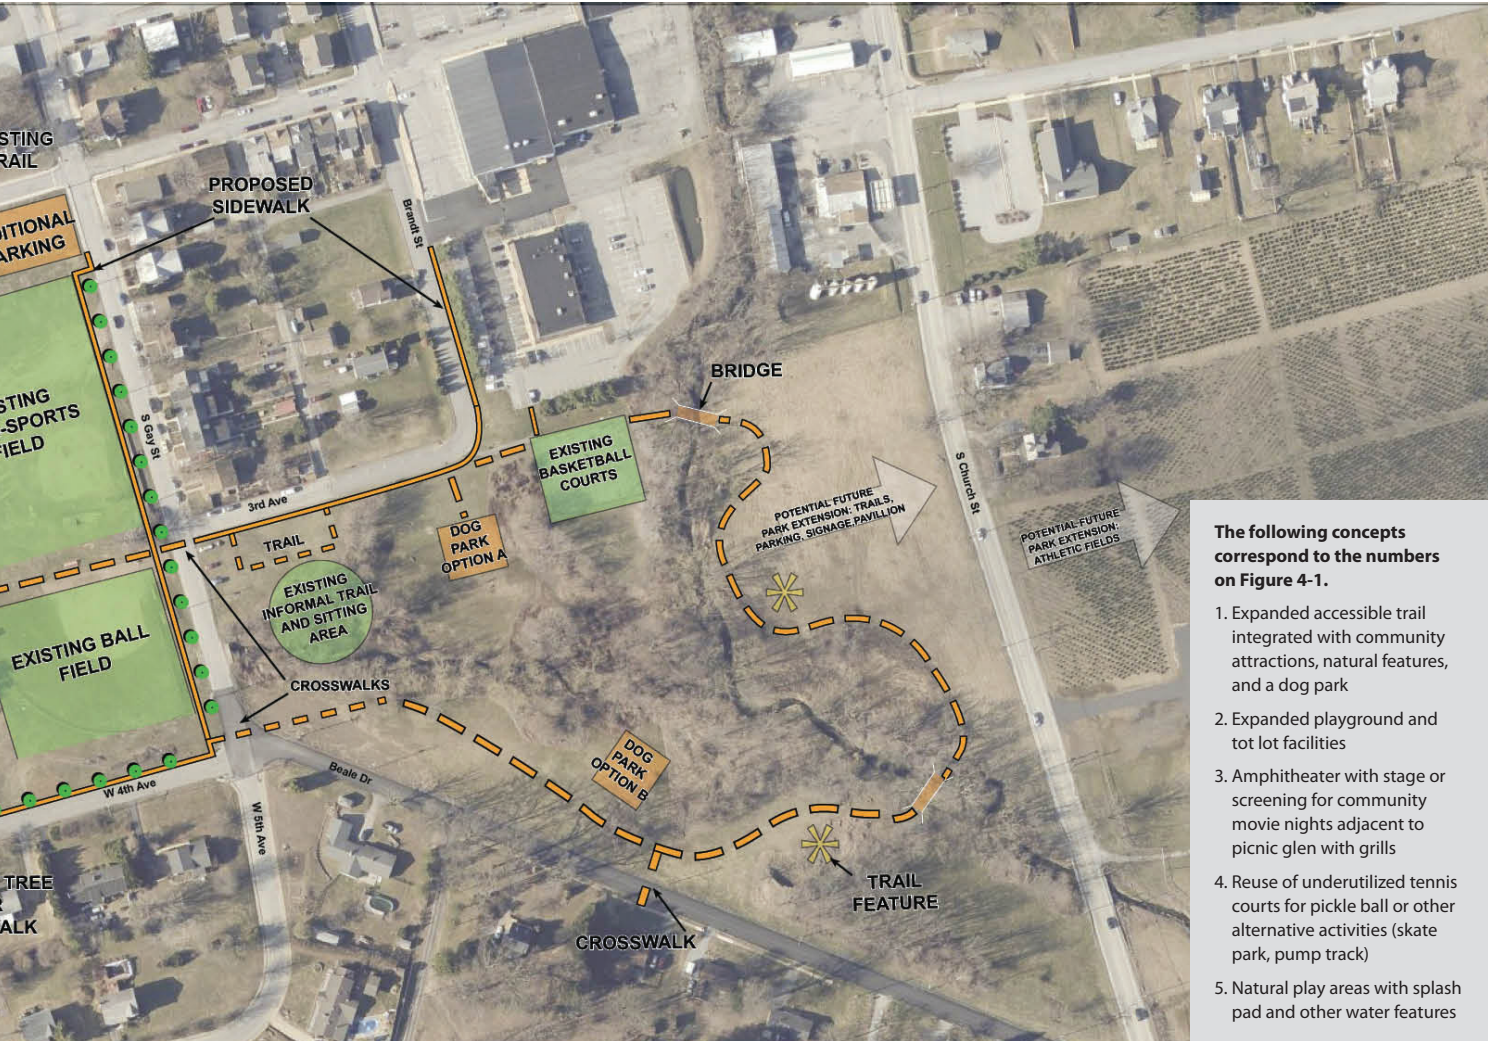 STING
RAIL
PROPOSED
SIDEWALK
DITIONAL
ARKING
Brandt St
BRIDGE
STING
-SPORTS
FIELD
S Gay St
EXISTING
BASKETBALL
COURTS
3rd Ave
S Church St
POTENTIAL FUTURE
PARK EXTENSION: TRAILS,
PARKING, SIGNAGE,PAVILLION
POTENTIAL FUTURE
PARK EXTENSION:
ATHLETIC FIELDS
TRAIL
DOG
PARK
OPTION A
EXISTING
INFORMAL TRAIL
AND SITTING
AREA
EXISTING BALL
FIELD
CROSSWALKS
DOG
PARK
OPTION B
Beale Dr
W 4th Ave
W 5th Ave
TREE
ALK
TRAIL
FEATURE
CROSSWALK
The following concepts
correspond to the numbers
on Figure 4-1.
1. Expanded accessible trail
integrated with community
attractions, natural features,
and a dog park
2. Expanded playground and
tot lot facilities
3. Amphitheater with stage or
screening for community
movie nights adjacent to
picnic glen with grills
4. Reuse of underutilized tennis
courts for pickle ball or other
alternative activities (skate
park, pump track)
5. Natural play areas with splash
pad and other water features